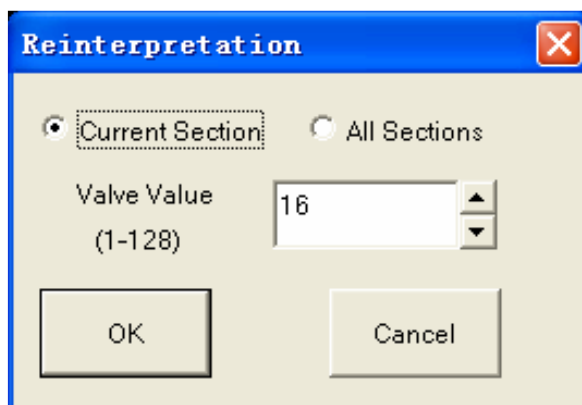 Reinterpretation
Current Section All Sections
Valve Value 16
(1-128)
OK Cancel